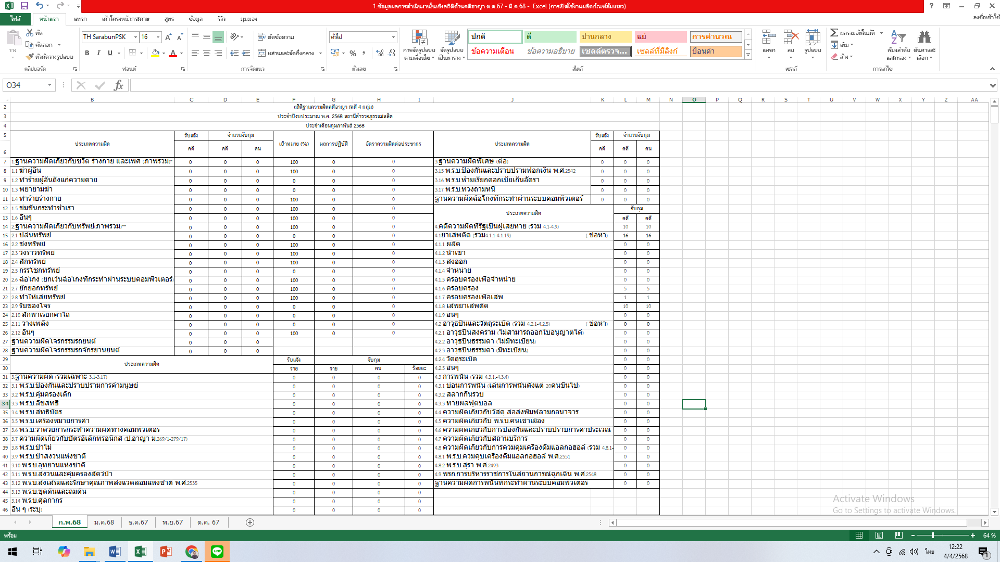 1.ข้อมูลผลการดำเนินงานในเชิงสถิติด้านคดีอาญา ต.ค.67 - มี.ค.68 - Excel (การเปิดใช้งานผลิตภัณฑ์ล้มเหลว)
ไฟล์ หน้าแรก แทรก เค้าโครงหน้ากระดาษ สูตร ข้อมูล รีวิว มุมมอง ลงชื่อเข้าใช้
วาง ตัด คัดลอก ตัวคัดวางรูปแบบ คลิปบอร์ด
TH SarabunPSK 16 B I U ฟอนต์
ตัดข้อความ ผสานและจัดกึ่งกลาง การจัดแนว
ทั่วไป % ตัวเลข
การจัดรูปแบบตามเงื่อนไข จัดรูปแบบเป็นตาราง
ปกติ ดี ปานกลาง แย่ การคำนวณ
ข้อความเตือน ข้อความอธิบาย เซลล์ตรวจ... เซลล์ที่มีลิงก์ ป้อนค่า
สไตล์
แทรก ลบ รูปแบบ เซลล์
ผลรวมอัตโนมัติ เติม ล้าง เรียงลำดับและกรอง ค้นหาและเลือก การแก้ไข
O34 fx
B C D E F G H I J K L M N O P Q R S T U V W X Y Z AA
2 สถิติฐานความผิดคดีอาญา (คดี 4 กลุ่ม)
3 ประจำปีงบประมาณ พ.ศ. 2568 สถานีตำรวจภูธรแม่สลิด
4 ประจำเดือนกุมภาพันธ์ 2568
5 ประเภทความผิด รับแจ้ง จำนวนจับกุม เป้าหมาย (%) ผลการปฏิบัติ อัตราความผิดต่อประชากร ประเภทความผิด รับแจ้ง จำนวนจับกุม
6 คดี คดี คน คดี คดี คน
7 1.ฐานความผิดเกี่ยวกับชีวิต ร่างกาย และเพศ (ภาพรวม)* 0 0 0 100 0 0 3.ฐานความผิดพิเศษ (ต่อ) 0 0 0
8 1.1 ฆ่าผู้อื่น 0 0 0 100 0 0 3.15 พ.ร.บ.ป้องกันและปราบปรามฟอกเงิน พ.ศ.2542 0 0 0
9 1.2 ทำร้ายผู้อื่นถึงแก่ความตาย 0 0 0 0 0 0 3.16 พ.ร.บ.ห้ามเรียกดอกเบี้ยเกินอัตรา 0 0 0
10 1.3 พยายามฆ่า 0 0 0 0 0 0 3.17 พ.ร.บ.ทวงถามหนี้ 0 0 0
11 1.4 ทำร้ายร่างกาย 0 0 0 100 0 0 ฐานความผิดฉ้อโกงที่กระทำผ่านระบบคอมพิวเตอร์ 0 0 0
12 1.5 ข่มขืนกระทำชำเรา 0 0 0 100 0 0 ประเภทความผิด จับกุม
13 1.6 อื่นๆ 0 0 0 100 0 0 คดี คดี
14 2.ฐานความผิดเกี่ยวกับทรัพย์(ภาพรวม)** 0 0 0 100 0 0 4.คดีความผิดที่รัฐเป็นผู้เสียหาย (รวม 4.1-4.9) 10 10
15 2.1 ปล้นทรัพย์ 0 0 0 0 0 0 4.1ยาเสพติด (รวม4.1.1-4.1.19) ( ข้อหา) 16 16
16 2.2 ชิงทรัพย์ 0 0 0 100 0 0 4.1.1 ผลิต 0 0
17 2.3 วิ่งราวทรัพย์ 0 0 0 100 0 0 4.1.2 นำเข้า 0 0
18 2.4 ลักทรัพย์ 0 0 0 100 0 0 4.1.3 ส่งออก 0 0
19 2.5 กรรโชกทรัพย์ 0 0 0 0 0 0 4.1.4 จำหน่าย 0 0
20 2.6 ฉ้อโกง (ยกเว้นฉ้อโกงที่กระทำผ่านระบบคอมพิวเตอร์) 0 0 0 100 0 0 4.1.5 ครอบครองเพื่อจำหน่าย 0 0
21 2.7 ยักยอกทรัพย์ 0 0 0 100 0 0 4.1.6 ครอบครอง 5 5
22 2.8 ทำให้เสียทรัพย์ 0 0 0 100 0 0 4.1.7 ครอบครองเพื่อเสพ 1 1
23 2.9 รับของโจร 0 0 0 0 0 0 4.1.8 เสพยาเสพติด 10 10
24 2.10 ลักพาเรียกค่าไถ่ 0 0 0 0 0 0 4.1.9 อื่นๆ 0 0
25 2.11 วางเพลิง 0 0 0 0 0 0 4.2 อาวุธปืนและวัตถุระเบิด (รวม 4.2.1-4.2.5) ( ข้อหา) 0 0
26 2.12 อื่นๆ 0 0 0 100 0 0 4.2.1 อาวุธปืนสงคราม (ไม่สามารถออกใบอนุญาตได้) 0 0
27 ฐานความผิดโจรกรรมรถยนต์ 0 0 0 4.2.2 อาวุธปืนธรรมดา (ไม่มีทะเบียน) 0 0
28 ฐานความผิดโจรกรรมรถจักรยานยนต์ 0 0 0 4.2.3 อาวุธปืนธรรมดา (มีทะเบียน) 0 0
29 ประเภทความผิด รับแจ้ง จับกุม 4.2.4 วัตถุระเบิด 0 0
30 ราย ราย คน ร้อยละ 4.2.5 อื่นๆ 0 0
31 3.ฐานความผิด (รวมเฉพาะ 3.1-3.17) 0 0 0 0 4.3 การพนัน (รวม 4.3.1.-4.3.4) 0 0
32 3.1 พ.ร.บ.ป้องกันและปราบปรามการค้ามนุษย์ 0 0 0 0 4.3.1 บ่อนการพนัน (เล่นการพนันตั้งแต่ 20คนขึ้นไป) 0 0
33 3.2 พ.ร.บ.คุ้มครองเด็ก 0 0 0 0 4.3.2 สลากกินรวบ 0 0
34 3.3 พ.ร.บ.ลิขสิทธิ์ 0 0 0 0 4.3.3 ทายผลฟุตบอล 0 0
35 3.4 พ.ร.บ.สิทธิบัตร 0 0 0 0 4.4 ความผิดเกี่ยวกับวัสดุ สื่อสิ่งพิมพ์ลามกอนาจาร 0 0
36 3.5 พ.ร.บ.เครื่องหมายการค้า 0 0 0 0 4.5 ความผิดเกี่ยวกับ พ.ร.บ.คนเข้าเมือง 0 0
37 3.6 พ.ร.บ.ว่าด้วยการกระทำความผิดทางคอมพิวเตอร์ 0 0 0 0 4.6 ความผิดเกี่ยวกับการป้องกันและปราบปราบการค้าประเวณี 0 0
38 3.7 ความผิดเกี่ยวกับบัตรอิเล็กทรอนิกส์ (ป.อาญา ม.269/1-279/17) 0 0 0 0 4.7 ความผิดเกี่ยวกับสถานบริการ 0 0
39 3.8 พ.ร.บ.ป่าไม้ 0 0 0 0 4.8 ความผิดเกี่ยวกับการควบคุมเครื่องดื่มแอลกอฮอล์ (รวม 4.8.1- 0 0
40 3.9 พ.ร.บ.ป่าสงวนแห่งชาติ 0 0 0 0 4.8.1 พ.ร.บ.ควมคุบเครื่องดื่มแอลกอฮอล์ พ.ศ.2551 0 0
41 3.10 พ.ร.บ.อุทยานแห่งชาติ 0 0 0 0 4.8.2 พ.ร.บ.สุรา พ.ศ.2493 0 0
42 3.11 พ.ร.บ.สงวนและคุ้มครองสัตว์ป่า 0 0 0 0 4.9 พรก.การบริหารราชการในสถานการณ์ฉุกเฉิน พ.ศ.2548 0 0
43 3.12 พ.ร.บ.ส่งเสริมและรักษาคุณภาพสิ่งแวดล้อมแห่งชาติ พ.ศ.2535 0 0 0 0 ฐานความผิดการพนันที่กระทำผ่านระบบคอมพิวเตอร์ 0 0
44 3.13 พ.ร.บ.ขุดดินและถมดิน 0 0 0 0
45 3.14 พ.ร.บ.ศุลกากร 0 0 0 0
46 อื่น ๆ (ระบุ) 0 0 0 0
Activate Windows
Go to Settings to activate Windows.
ก.พ.68 ม.ค.68 ธ.ค.67 พ.ย.67 ต.ค. 67
พร้อม 64 %
ไทย 12:22
4/4/2568 1